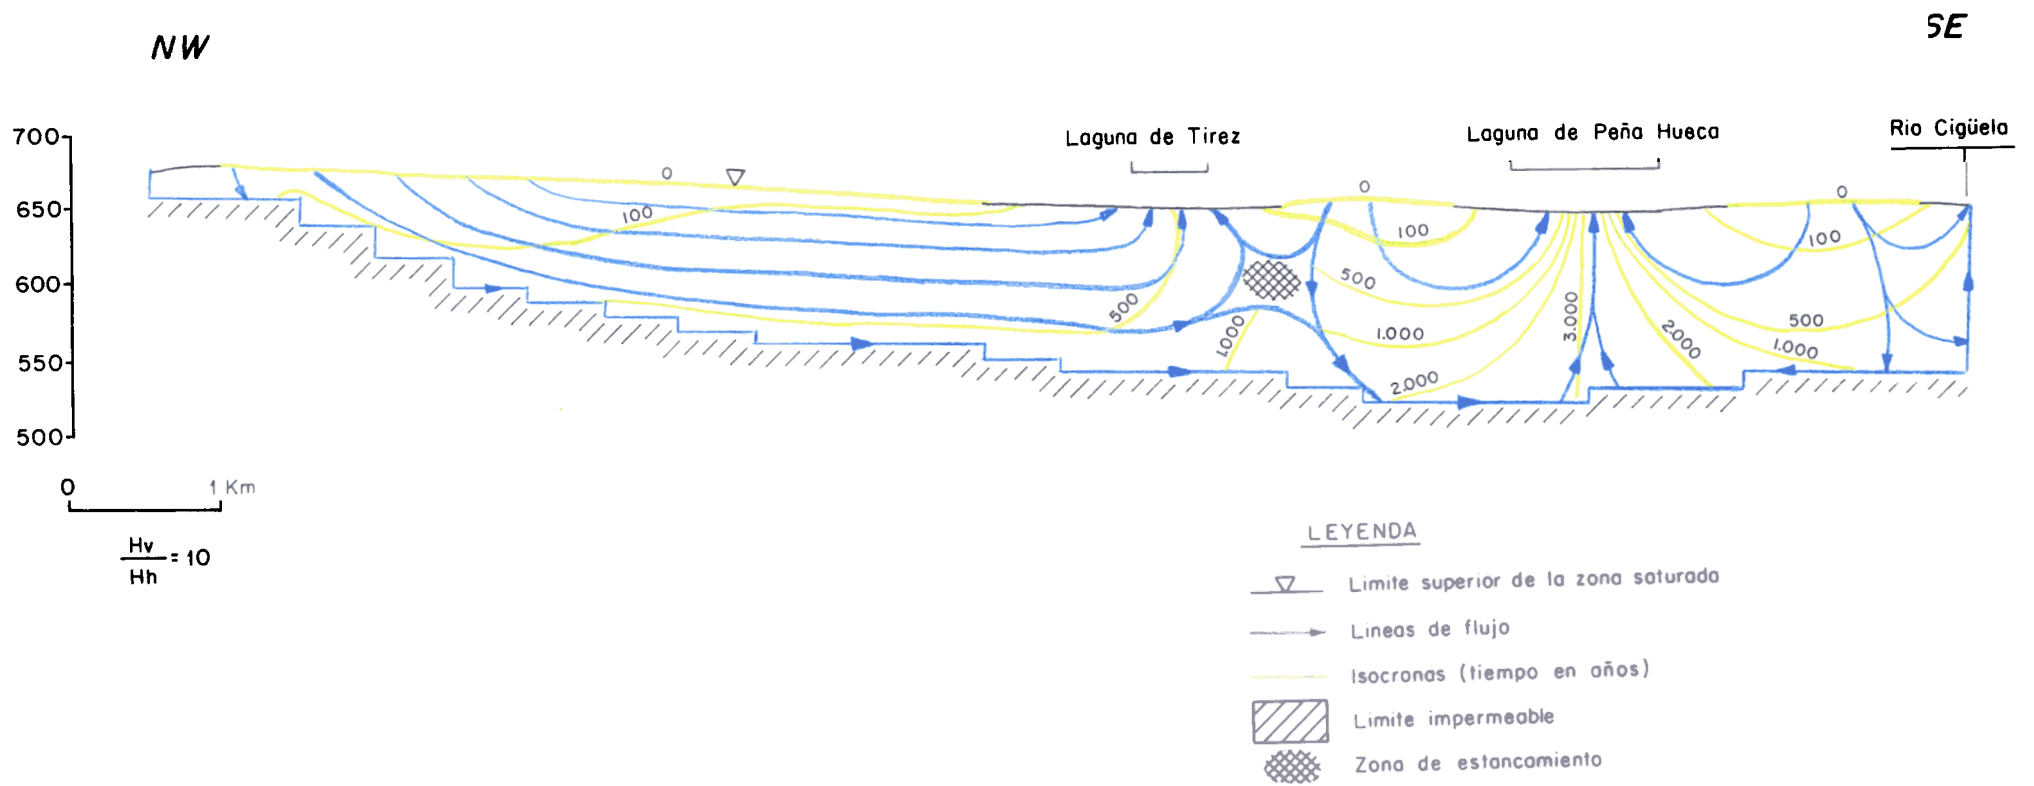 NW
SE
700
650
600
550
500
Laguna de Tirez
Laguna de Peña Hueca
Rio Cigüela
0
0
0
100
100
100
500
500
500
1.000
1.000
1.000
2.000
2.000
3.000
0
1 Km
Hv
Hh
= 10
LEYENDA
Limite superior de la zona saturada
Lineas de flujo
Isocronas (tiempo en años)
Limite impermeable
Zona de estancamiento